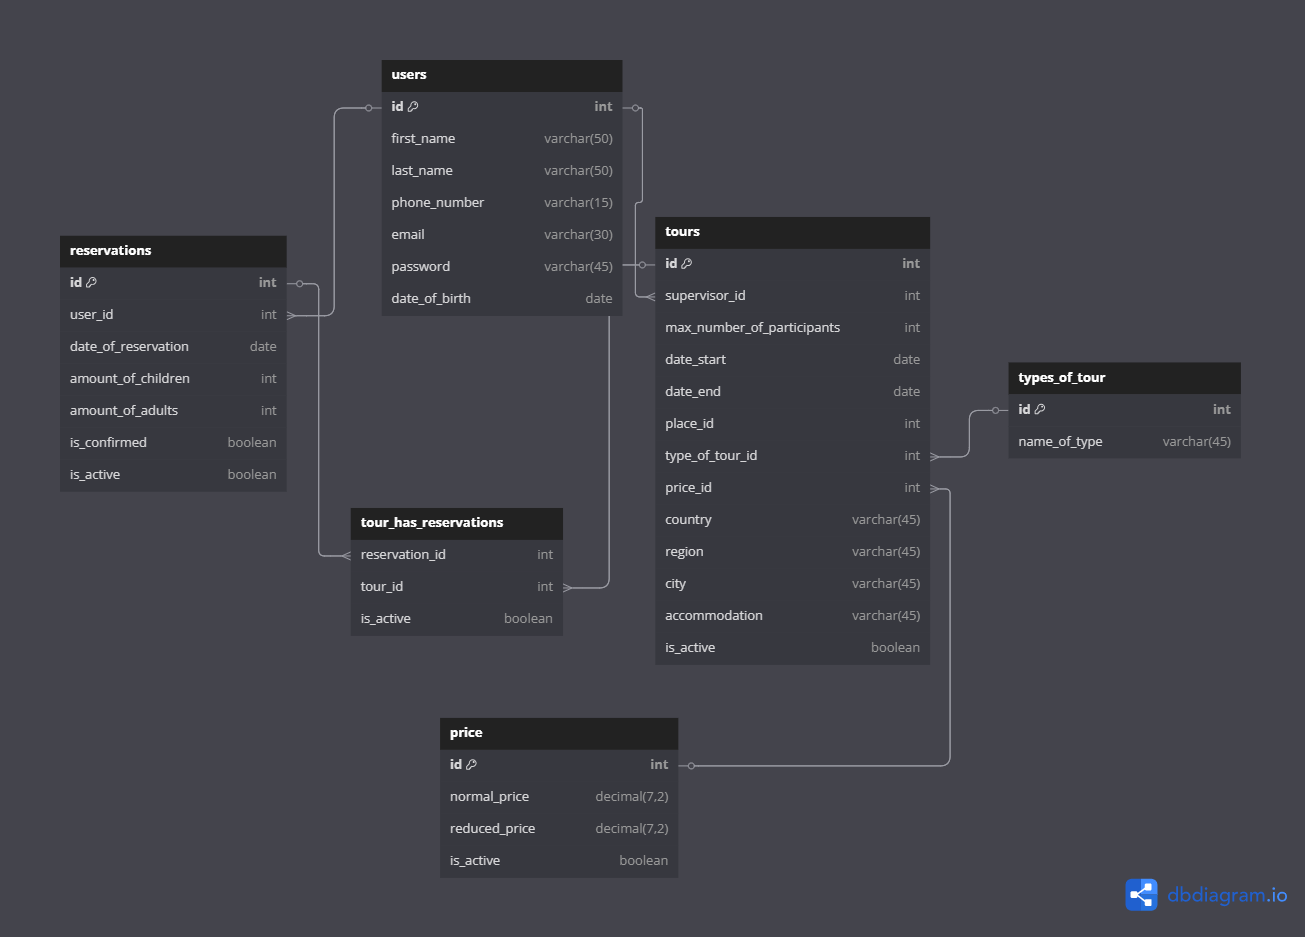 users
id int
first_name varchar(50)
last_name varchar(50)
phone_number varchar(15)
email varchar(30)
password varchar(45)
date_of_birth date
reservations
id int
user_id int
date_of_reservation date
amount_of_children int
amount_of_adults int
is_confirmed boolean
is_active boolean
tours
id int
supervisor_id int
max_number_of_participants int
date_start date
date_end date
place_id int
type_of_tour_id int
price_id int
country varchar(45)
region varchar(45)
city varchar(45)
accommodation varchar(45)
is_active boolean
types_of_tour
id int
name_of_type varchar(45)
tour_has_reservations
reservation_id int
tour_id int
is_active boolean
price
id int
normal_price decimal(7,2)
reduced_price decimal(7,2)
is_active boolean
dbdiagram.io